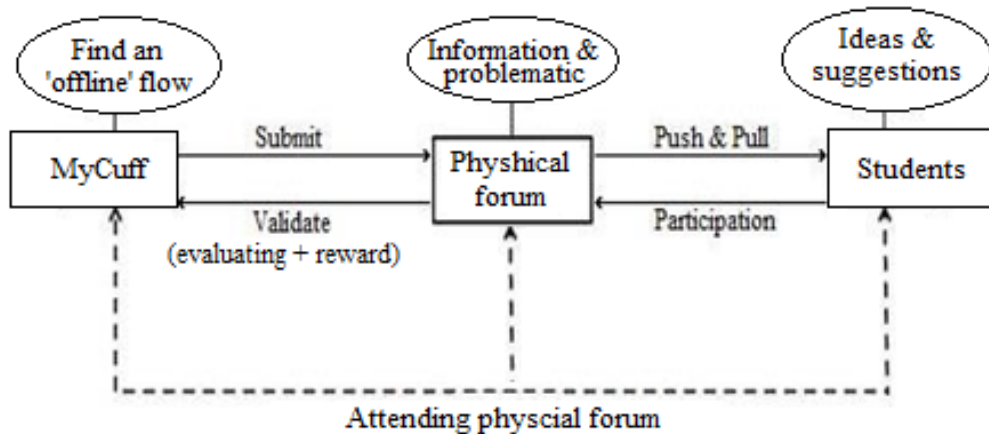 Find an
'offline' flow
Information &
problematic
Ideas &
suggestions
MyCuff
Submit
Physhical
forum
Push & Pull
Students
Validate
(evaluating + reward)
Participation
Attending physcial forum